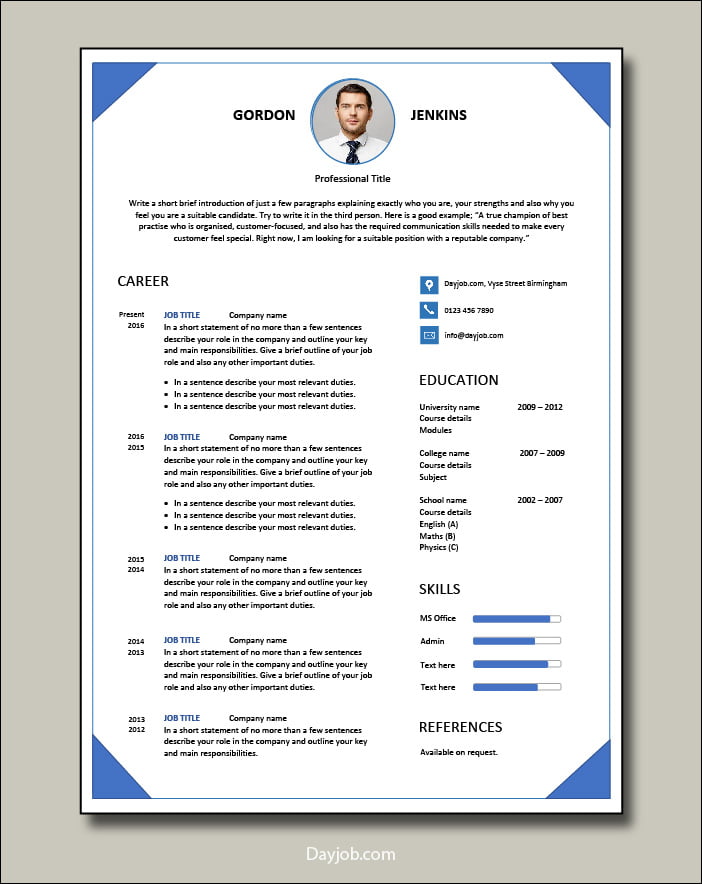 GORDON JENKINS
Professional Title
Write a short brief introduction of just a few paragraphs explaining exactly who you are, your strengths and also why you
feel you are a suitable candidate. Try to write it in the third person. Here is a good example; “A true champion of best
practise who is organised, customer-focused, and also has the required communication skills needed to make every
customer feel special. Right now, I am looking for a suitable position with a reputable company.”
CAREER
Present JOB TITLE Company name
2016 In a short statement of no more than a few sentences
describe your role in the company and outline your key
and main responsibilities. Give a brief outline of your job
role and also any other important duties.
• In a sentence describe your most relevant duties.
• In a sentence describe your most relevant duties.
• In a sentence describe your most relevant duties.
2016 JOB TITLE Company name
2015 In a short statement of no more than a few sentences
describe your role in the company and outline your key
and main responsibilities. Give a brief outline of your job
role and also any other important duties.
• In a sentence describe your most relevant duties.
• In a sentence describe your most relevant duties.
• In a sentence describe your most relevant duties.
2015 JOB TITLE Company name
2014 In a short statement of no more than a few sentences
describe your role in the company and outline your key
and main responsibilities. Give a brief outline of your job
role and also any other important duties.
2014 JOB TITLE Company name
2013 In a short statement of no more than a few sentences
describe your role in the company and outline your key
and main responsibilities. Give a brief outline of your job
role and also any other important duties.
2013 JOB TITLE Company name
2012 In a short statement of no more than a few sentences
describe your role in the company and outline your key
and main responsibilities.
Dayjob.com, Vyse Street Birmingham
0123 456 7890
info@dayjob.com
EDUCATION
University name 2009 – 2012
Course details
Modules
College name 2007 – 2009
Course details
Subject
School name 2002 – 2007
Course details
English (A)
Maths (B)
Physics (C)
SKILLS
MS Office
Admin
Text here
Text here
REFERENCES
Available on request.
Dayjob.com